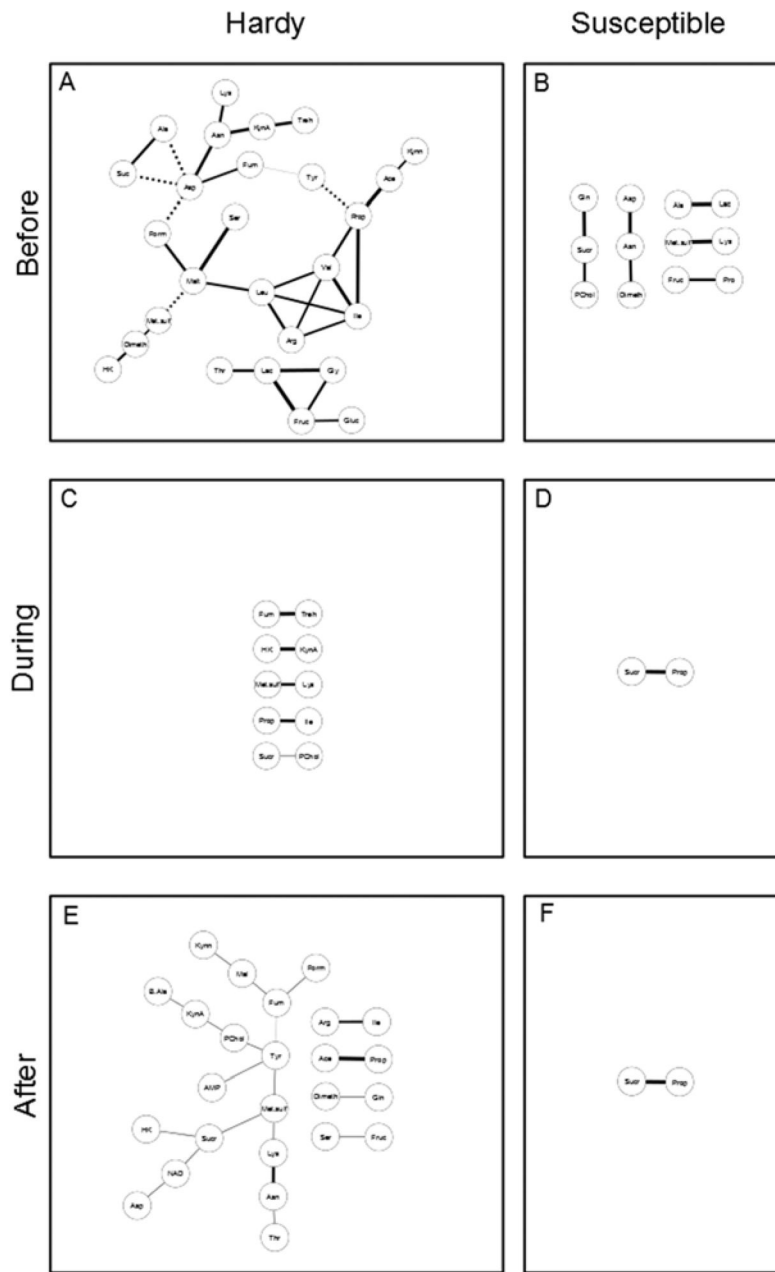 Hardy
Susceptible
Before
A
Lys
Ala
Asn
KynA
Treh
Suc
Asp
Fum
Tyr
Kynn
Ace
Prop
Form
Ser
Mal
Leu
Val
Ile
Arg
Met.sulf
Dimeth
HK
Thr
Lac
Gly
Fruc
Gluc
B
Gln
Asp
Ala
Lac
Sucr
Asn
Met.sulf
Lys
PChol
Dimeth
Fruc
Pro
During
C
Fum
Treh
HK
KynA
Met.sulf
Lys
Prop
Ile
Sucr
PChol
D
Sucr
Prop
After
E
Kynn
Mal
Form
B.Ala
Fum
KynA
PChol
Tyr
AMP
Met.sulf
HK
Sucr
NAD
Lys
Asp
Asn
Thr
Arg
Ile
Ace
Prop
Dimeth
Gln
Ser
Fruc
F
Sucr
Prop